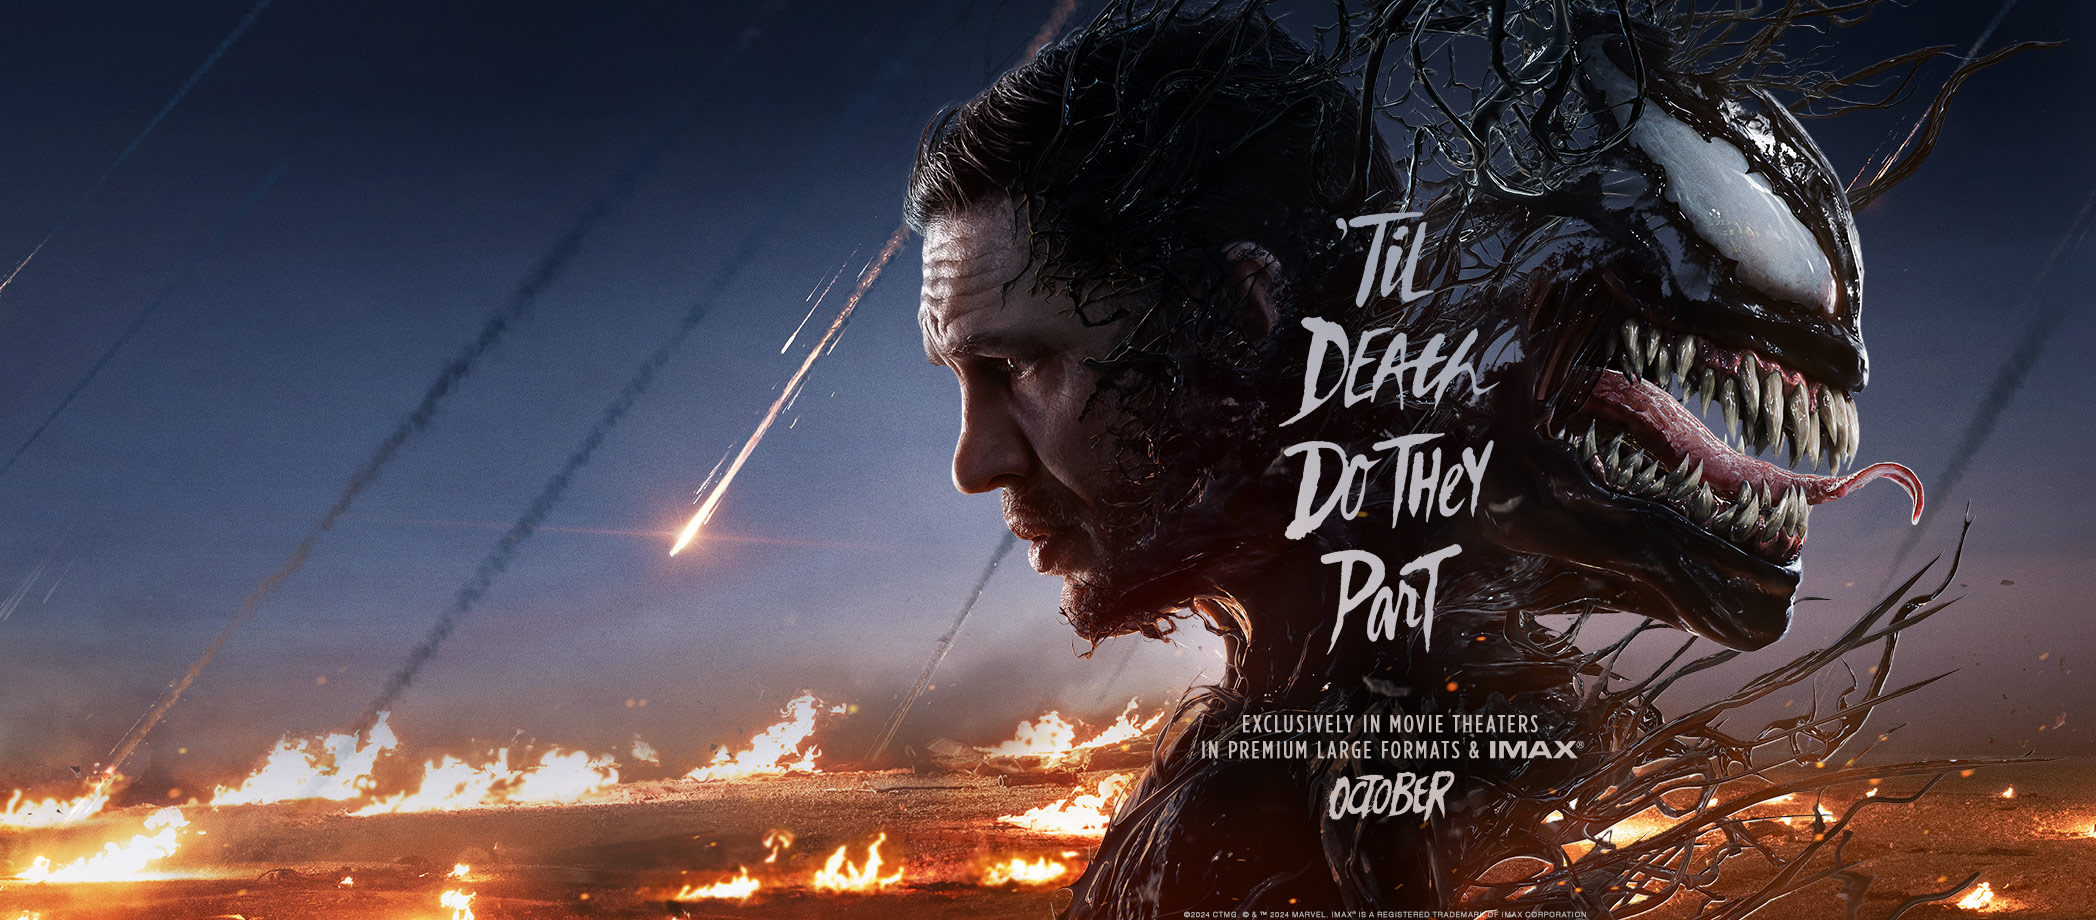 'Til
Death
Do They
Part
EXCLUSIVELY IN MOVIE THEATERS
IN PREMIUM LARGE FORMATS & IMAX®
OCTOBER
©2024 CTMG. © & ™ 2024 MARVEL. IMAX® IS A REGISTERED TRADEMARK OF IMAX CORPORATION